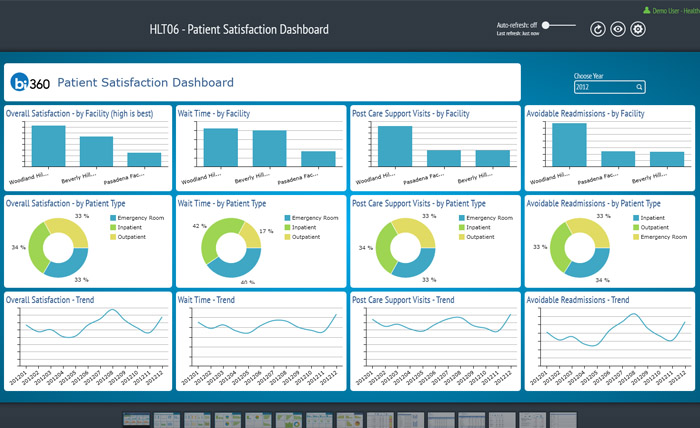 Demo User - Health
HLT06 - Patient Satisfaction Dashboard
Auto-refresh: off
Last refresh: Just now
bi360 Patient Satisfaction Dashboard
Choose Year
2012
Overall Satisfaction - by Facility (high is best)
Woodland Hil...
Beverly Hill...
Pasadena Fac...
Wait Time - by Facility
Woodland Hil...
Beverly Hill...
Pasadena Fac...
Post Care Support Visits - by Facility
Woodland Hil...
Beverly Hill...
Pasadena Fac...
Avoidable Readmissions - by Facility
Woodland Hil...
Beverly Hill...
Pasadena Fac...
Overall Satisfaction - by Patient Type
33 %
34 %
33 %
Emergency Room
Inpatient
Outpatient
Wait Time - by Patient Type
42 %
17 %
40 %
Emergency Room
Inpatient
Outpatient
Post Care Support Visits - by Patient Type
33 %
34 %
33 %
Emergency Room
Inpatient
Outpatient
Avoidable Readmissions - by Patient Type
33 %
33 %
34 %
Inpatient
Outpatient
Emergency Room
Overall Satisfaction - Trend
201201 201202 201203 201204 201205 201206 201207 201208 201209 201210 201211 201212
Wait Time - Trend
201201 201202 201203 201204 201205 201206 201207 201208 201209 201210 201211 201212
Post Care Support Visits - Trend
201201 201202 201203 201204 201205 201206 201207 201208 201209 201210 201211 201212
Avoidable Readmissions - Trend
201201 201202 201203 201204 201205 201206 201207 201208 201209 201210 201211 201212